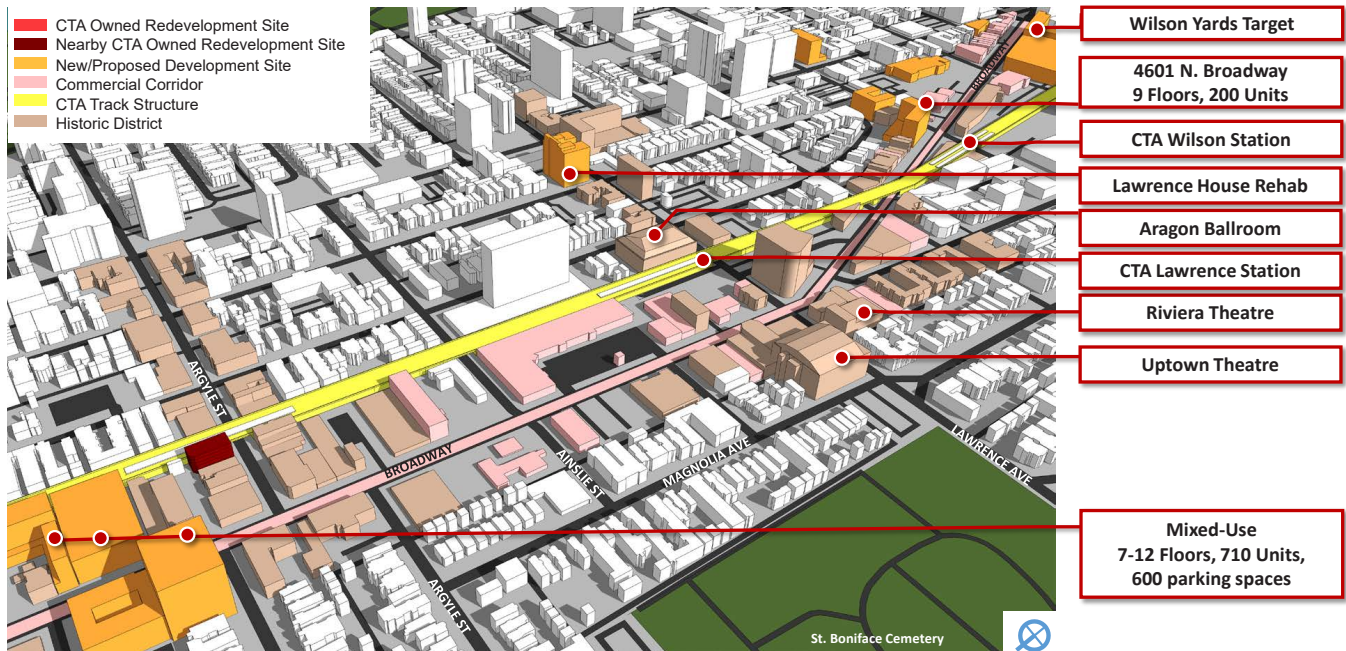 CTA Owned Redevelopment Site
Nearby CTA Owned Redevelopment Site
New/Proposed Development Site
Commercial Corridor
CTA Track Structure
Historic District
Wilson Yards Target
4601 N. Broadway
9 Floors, 200 Units
CTA Wilson Station
Lawrence House Rehab
Aragon Ballroom
CTA Lawrence Station
Riviera Theatre
Uptown Theatre
Mixed-Use
7-12 Floors, 710 Units,
600 parking spaces
BROADWAY
ARGYLE ST
BROADWAY
AINSLIE ST
MAGNOLIA AVE
LAWRENCE AVE
ARGYLE ST
St. Boniface Cemetery